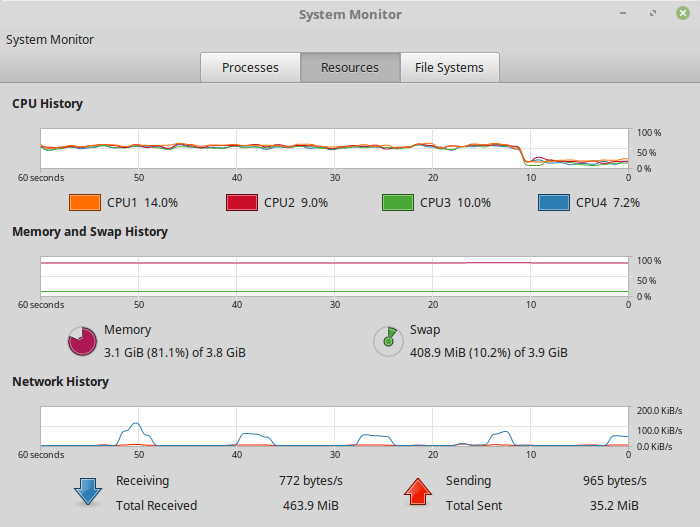 System Monitor
System Monitor
Processes Resources File Systems
CPU History
100 %
50 %
0 %
60 seconds 50 40 30 20 10 0
CPU1 14.0% CPU2 9.0% CPU3 10.0% CPU4 7.2%
Memory and Swap History
100 %
50 %
0 %
60 seconds 50 40 30 20 10 0
Memory Swap
3.1 GiB (81.1%) of 3.8 GiB 408.9 MiB (10.2%) of 3.9 GiB
Network History
200.0 KiB/s
100.0 KiB/s
0.0 KiB/s
60 seconds 50 40 30 20 10 0
Receiving 772 bytes/s Sending 965 bytes/s
Total Received 463.9 MiB Total Sent 35.2 MiB